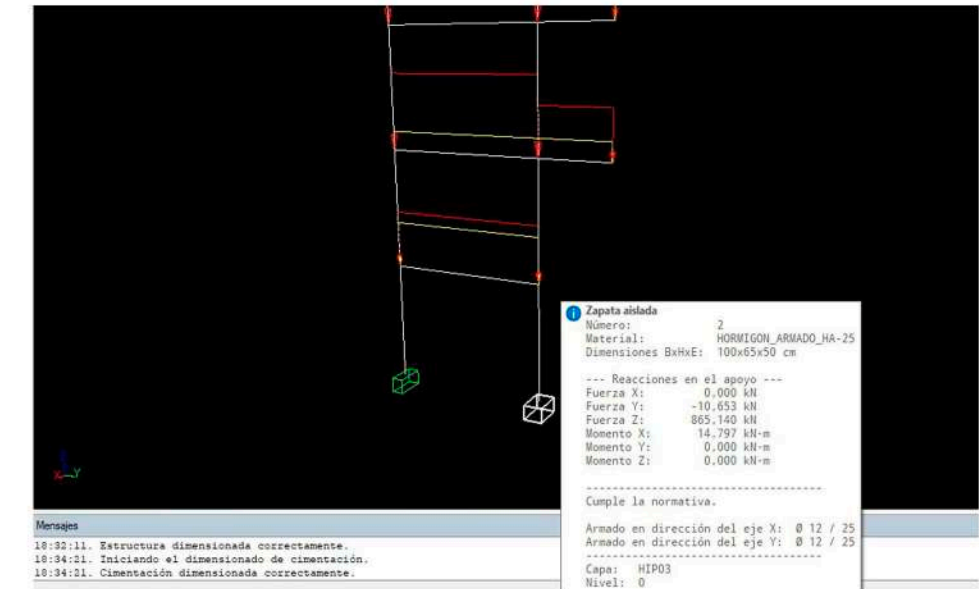 Zapata aislada
Número: 2
Material: HORMIGON_ARMADO_HA-25
Dimensiones BxHxE: 100x65x50 cm
--- Reacciones en el apoyo ---
Fuerza X: 0,000 kN
Fuerza Y: -10,653 kN
Fuerza Z: 865,140 kN
Momento X: 14,797 kN·m
Momento Y: 0,000 kN·m
Momento Z: 0,000 kN·m
----------------------------------
Cumple la normativa.
Armado en dirección del eje X: Ø 12 / 25
Armado en dirección del eje Y: Ø 12 / 25
----------------------------------
Capa: HIP03
Nivel: 0
X Y
Mensajes
18:32:11. Estructura dimensionada correctamente.
18:34:21. Iniciando el dimensionado de cimentación.
18:34:21. Cimentación dimensionada correctamente.